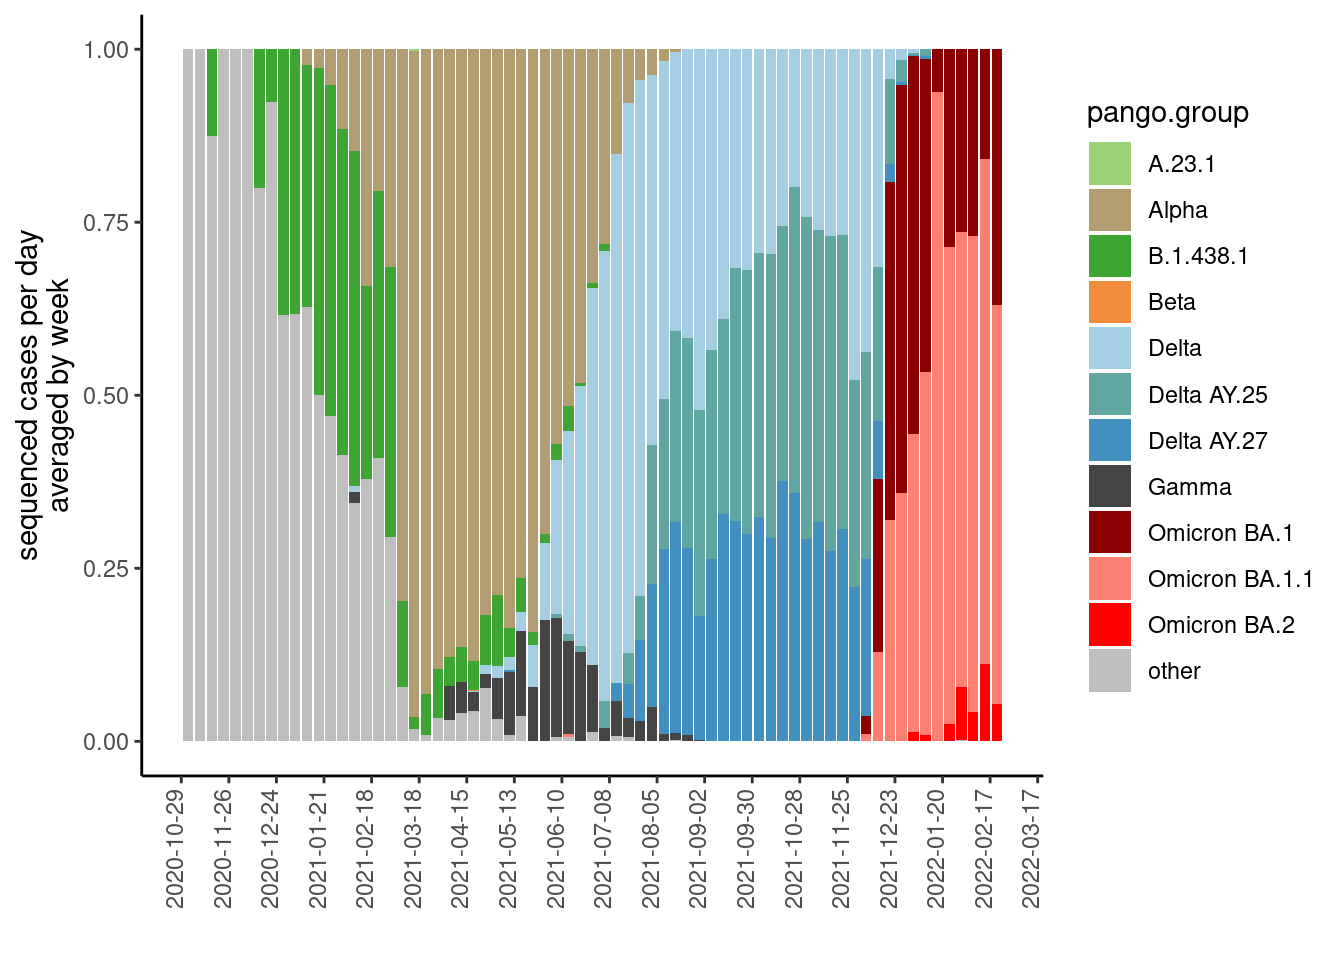 sequenced cases per day
averaged by week
1.00
0.75
0.50
0.25
0.00
2020-10-29
2020-11-26
2020-12-24
2021-01-21
2021-02-18
2021-03-18
2021-04-15
2021-05-13
2021-06-10
2021-07-08
2021-08-05
2021-09-02
2021-09-30
2021-10-28
2021-11-25
2021-12-23
2022-01-20
2022-02-17
2022-03-17
pango.group
A.23.1
Alpha
B.1.438.1
Beta
Delta
Delta AY.25
Delta AY.27
Gamma
Omicron BA.1
Omicron BA.1.1
Omicron BA.2
other